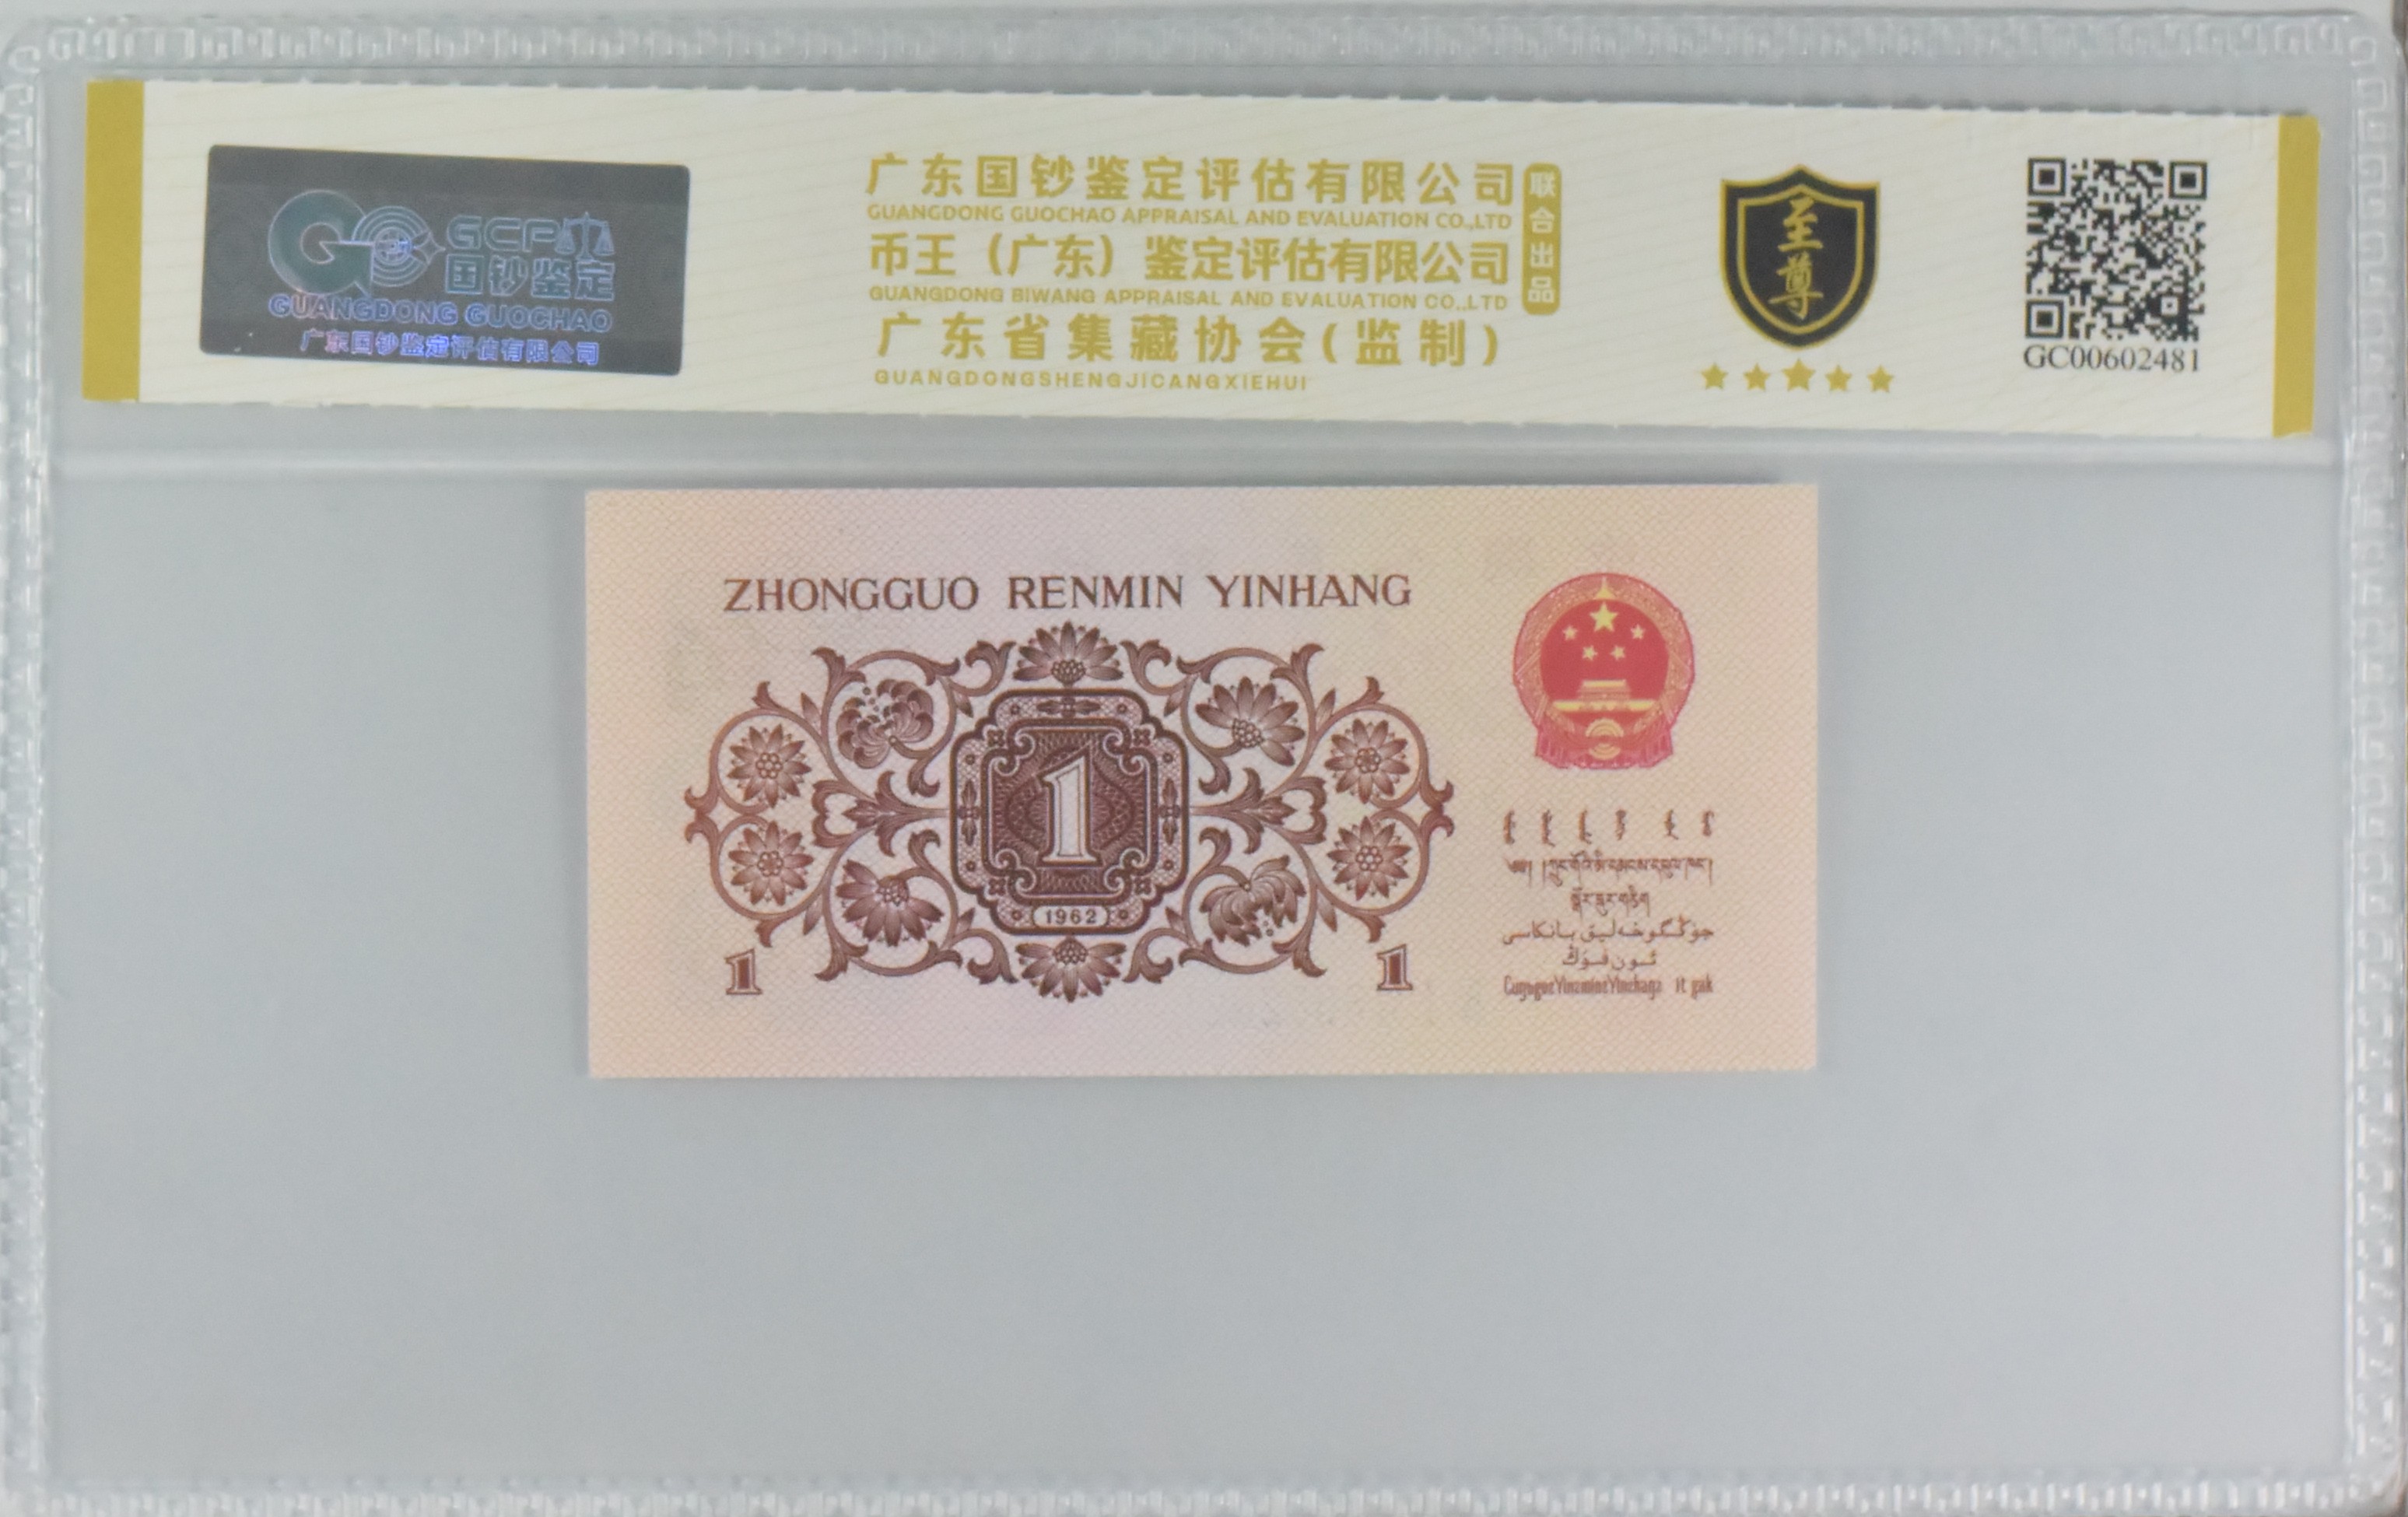 GCP
国钞鉴定
GUANGDONG GUOCHAO
广东国钞鉴定评估有限公司
广东国钞鉴定评估有限公司
GUANGDONG GUOCHAO APPRAISAL AND EVALUATION CO.,LTD
币王（广东）鉴定评估有限公司
GUANGDONG BIWANG APPRAISAL AND EVALUATION CO.,LTD
广东省集藏协会(监制)
GUANGDONGSHENGJICANGXIEHUI
联合出品
至尊
GC00602481
ZHONGGUO RENMIN YINHANG
1
1962
1 1
جۇڭگوخەلىق بانكىسى